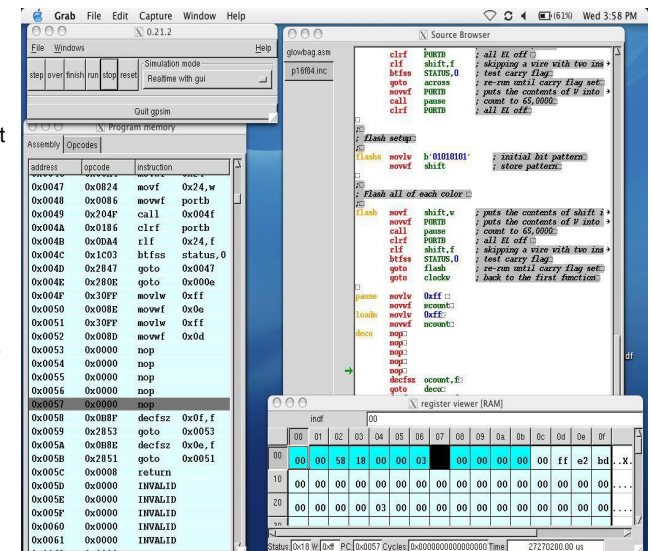 Grab File Edit Capture Window Help (61%) Wed 3:58 PM
0.21.2
File Windows Help
step over finish run stop reset
Simulation mode
Realtime with gui
Quit gpsim
Program memory
Assembly Opcodes
address opcode instruction
0x0047 0x0824 movf 0x24,w
0x0048 0x0086 movwf portb
0x0049 0x204F call 0x004f
0x004A 0x0186 clrf portb
0x004B 0x0DA4 rlf 0x24,f
0x004C 0x1C03 btfss status,0
0x004D 0x2847 goto 0x0047
0x004E 0x280E goto 0x000e
0x004F 0x30FF movlw 0xff
0x0050 0x008E movwf 0x0e
0x0051 0x30FF movlw 0xff
0x0052 0x008D movwf 0x0d
0x0053 0x0000 nop
0x0054 0x0000 nop
0x0055 0x0000 nop
0x0056 0x0000 nop
0x0057 0x0000 nop
0x0058 0x0B8F decfsz 0x0f,f
0x0059 0x2853 goto 0x0053
0x005A 0x0B8E decfsz 0x0e,f
0x005B 0x2851 goto 0x0051
0x005C 0x0008 return
0x005D 0x0000 INVALID
0x005E 0x0000 INVALID
0x005F 0x0000 INVALID
0x0060 0x0000 INVALID
0x0061 0x0000 INVALID
Source Browser
glowbag.asm
p16f84.inc
clrf PORTB ; all EL off
rlf shift,f ; skipping a wire with two ins
btfss STATUS,0 ; test carry flag
goto across ; re-run until carry flag set
movwf PORTB ; puts the contents of W into
call pause ; count to 65,0000
clrf PORTB ; all EL off
;
; flash setup
;
flashs movlw b'01010101' ; initial bit pattern
movwf shift ; store pattern
;
; Flash all of each color
;
flash movf shift,w ; puts the contents of shift i
movwf PORTB ; puts the contents of W into
call pause ; count to 65,0000
clrf PORTB ; all EL off
rlf shift,f ; skipping a wire with two ins
btfss STATUS,0 ; test carry flag
goto flash ; re-run until carry flag set
goto clockw ; back to the first function
pause movlw 0xff
movwf mcount
loadn movlw 0xff
movwf ncount
deco nop
nop
nop
nop
nop
decfsz ocount,f
goto deco
df
register viewer [RAM]
indf 00
00 01 02 03 04 05 06 07 08 09 0a 0b 0c 0d 0e 0f
00 00 00 58 18 00 00 03 00 00 00 00 00 ff e2 bd ..X.
10 00 00 00 00 00 00 00 00 00 00 00 00 00 00 00 00
20 00 00 00 00 03 00 00 00 00 00 00 00 00 00 00 00
Status: 0x18 W: 0xff PC: 0x0057 Cycles: 0x0000000000000000 Time: 27270200.00 us